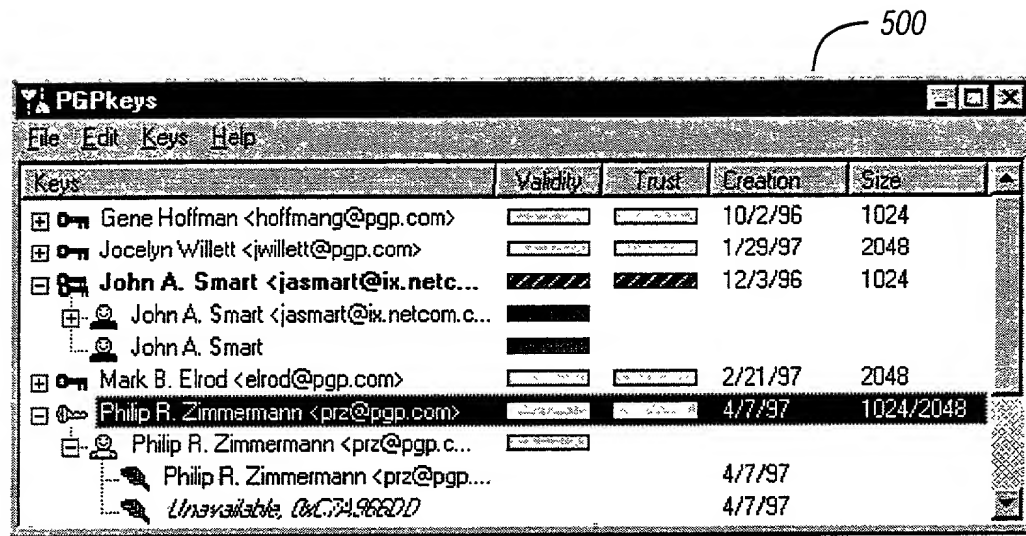 500
PGPkeys
File Edit Keys Help
Keys Validity Trust Creation Size
Gene Hoffman <hoffmang@pgp.com> 10/2/96 1024
Jocelyn Willett <jwillett@pgp.com> 1/29/97 2048
John A. Smart <jasmart@ix.netc... 12/3/96 1024
John A. Smart <jasmart@ix.netcom.c...
John A. Smart
Mark B. Elrod <elrod@pgp.com> 2/21/97 2048
Philip R. Zimmermann <prz@pgp.com> 4/7/97 1024/2048
Philip R. Zimmermann <prz@pgp.c...
Philip R. Zimmermann <prz@pgp.... 4/7/97
Unavailable, 4/7/97